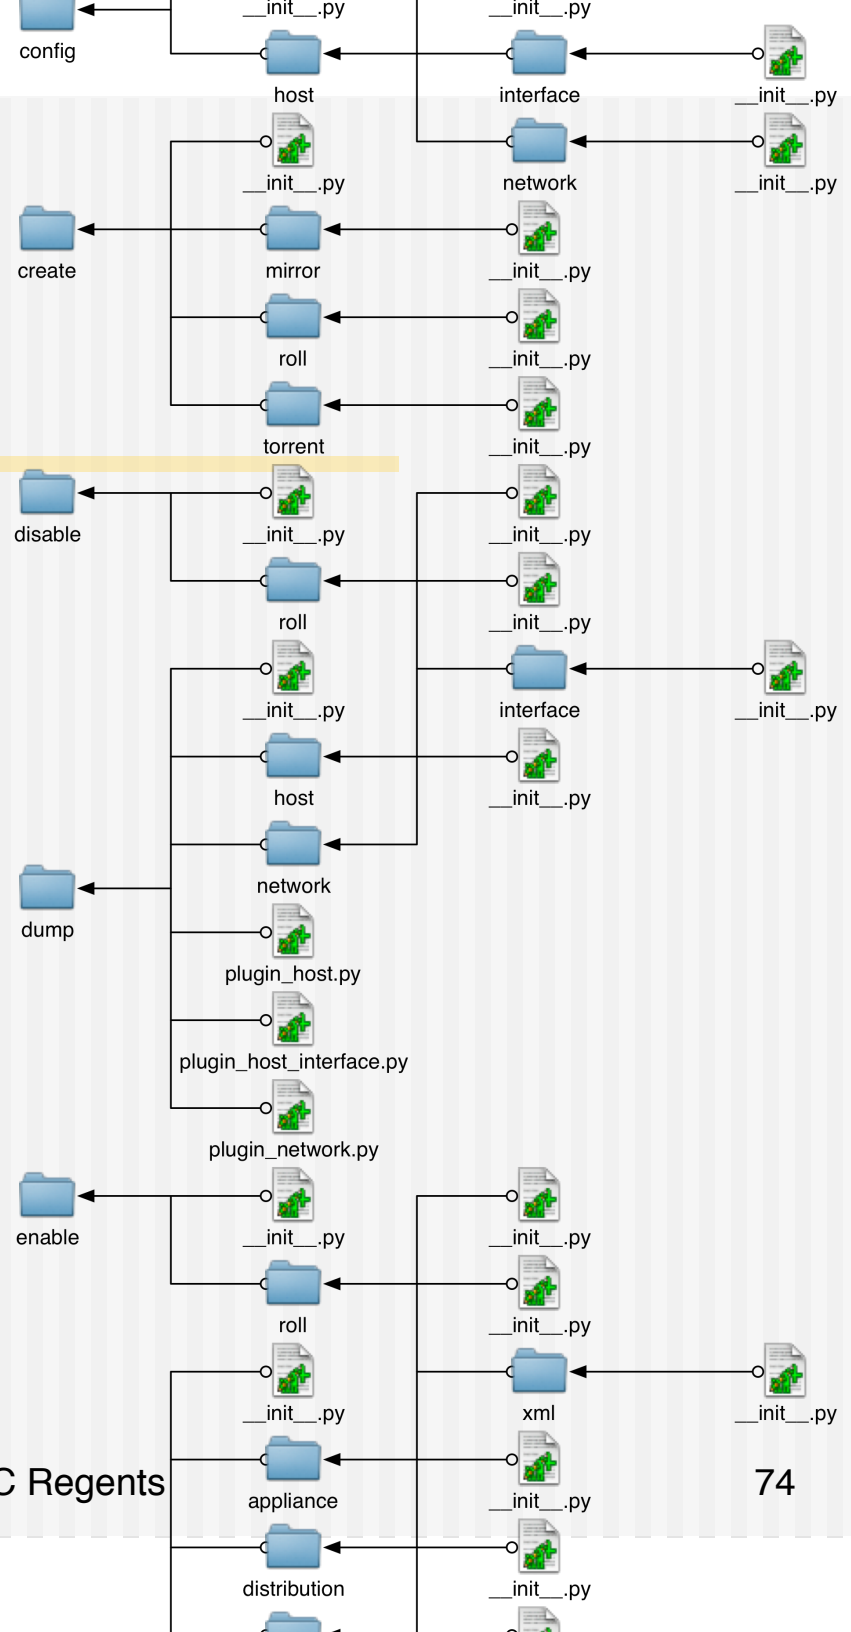 __init__.py __init__.py
config
host interface __init__.py
__init__.py network __init__.py
create mirror __init__.py
roll __init__.py
torrent __init__.py
disable __init__.py __init__.py
roll __init__.py
__init__.py interface __init__.py
host __init__.py
network
dump
plugin_host.py
plugin_host_interface.py
plugin_network.py
enable __init__.py __init__.py
roll __init__.py
__init__.py xml __init__.py
C Regents 74
appliance __init__.py
distribution __init__.py